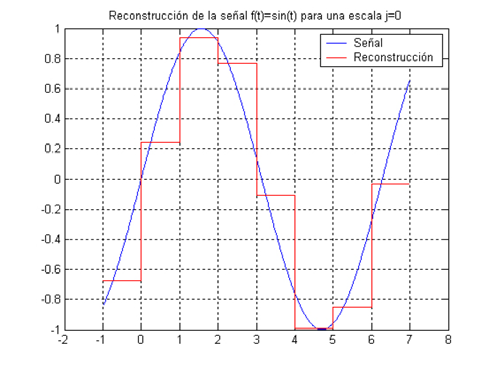 Reconstrucción de la señal f(t)=sin(t) para una escala j=0
Señal
Reconstrucción
1
0.8
0.6
0.4
0.2
0
-0.2
-0.4
-0.6
-0.8
-1
-2 -1 0 1 2 3 4 5 6 7 8